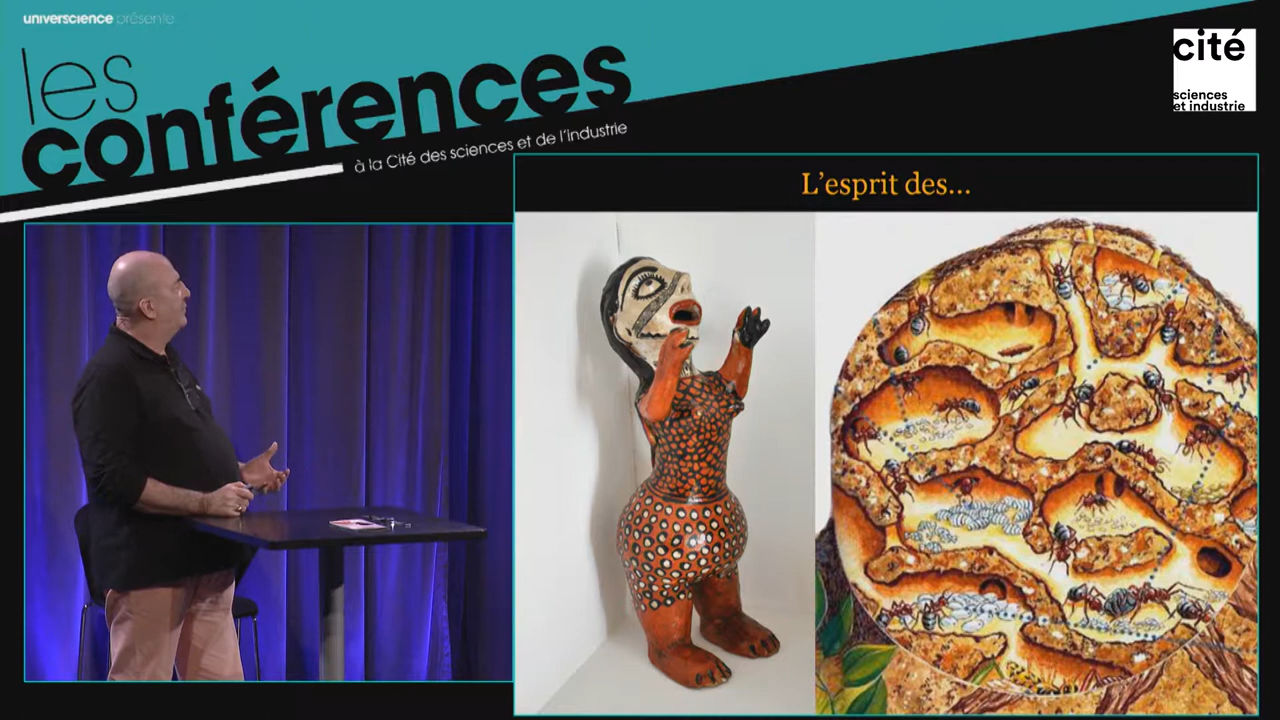 universcience présente
les
conférences
à la Cité des sciences et de l'industrie
cité
sciences
et industrie
L'esprit des...